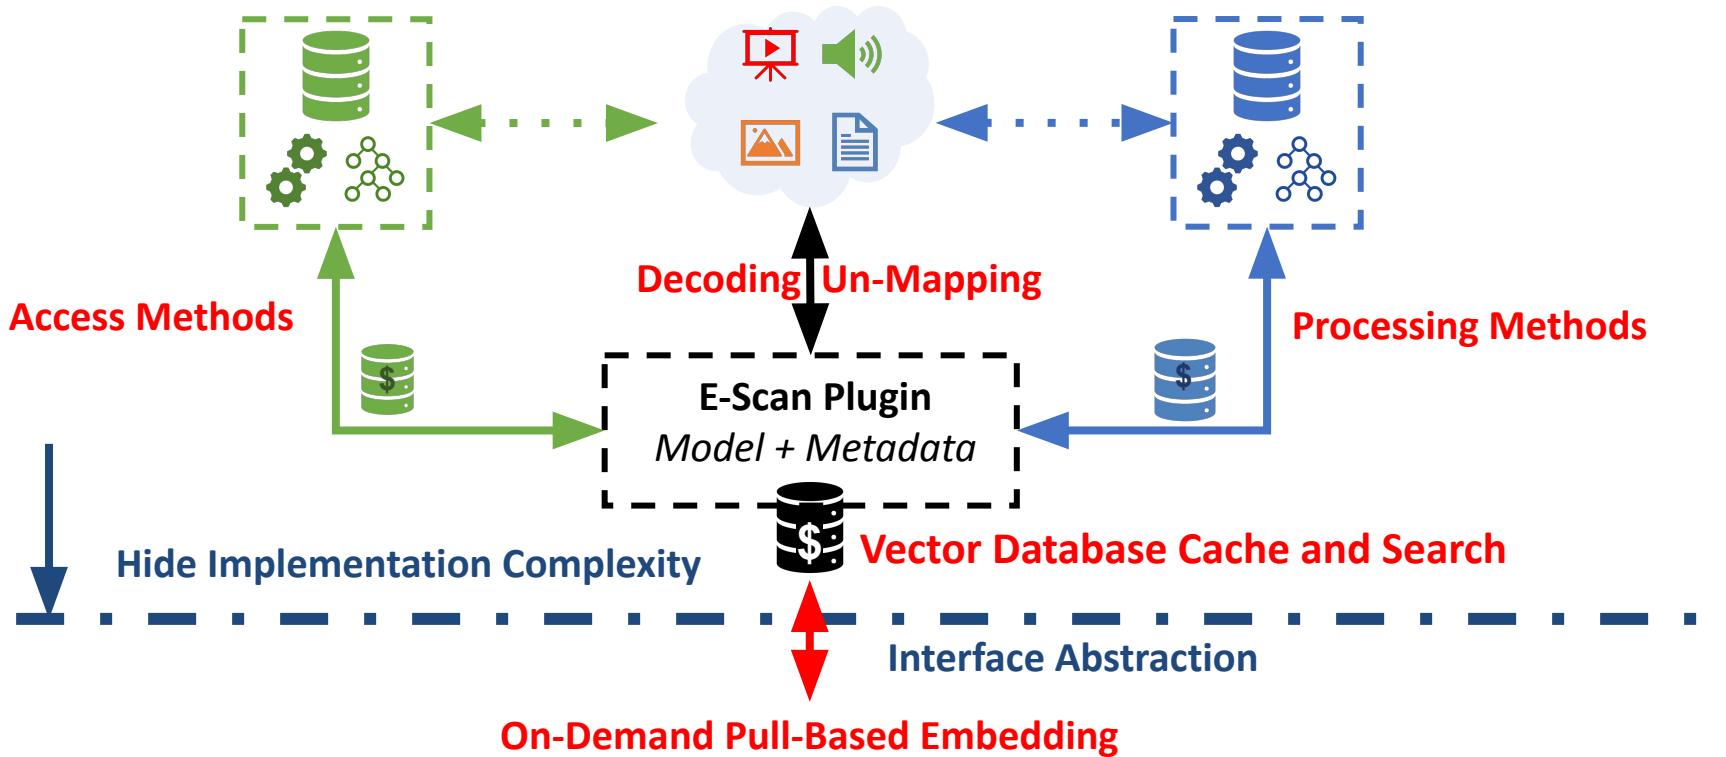 Decoding Un-Mapping
Access Methods
Processing Methods
$
$
E-Scan Plugin
Model + Metadata
$
Vector Database Cache and Search
Hide Implementation Complexity
Interface Abstraction
On-Demand Pull-Based Embedding